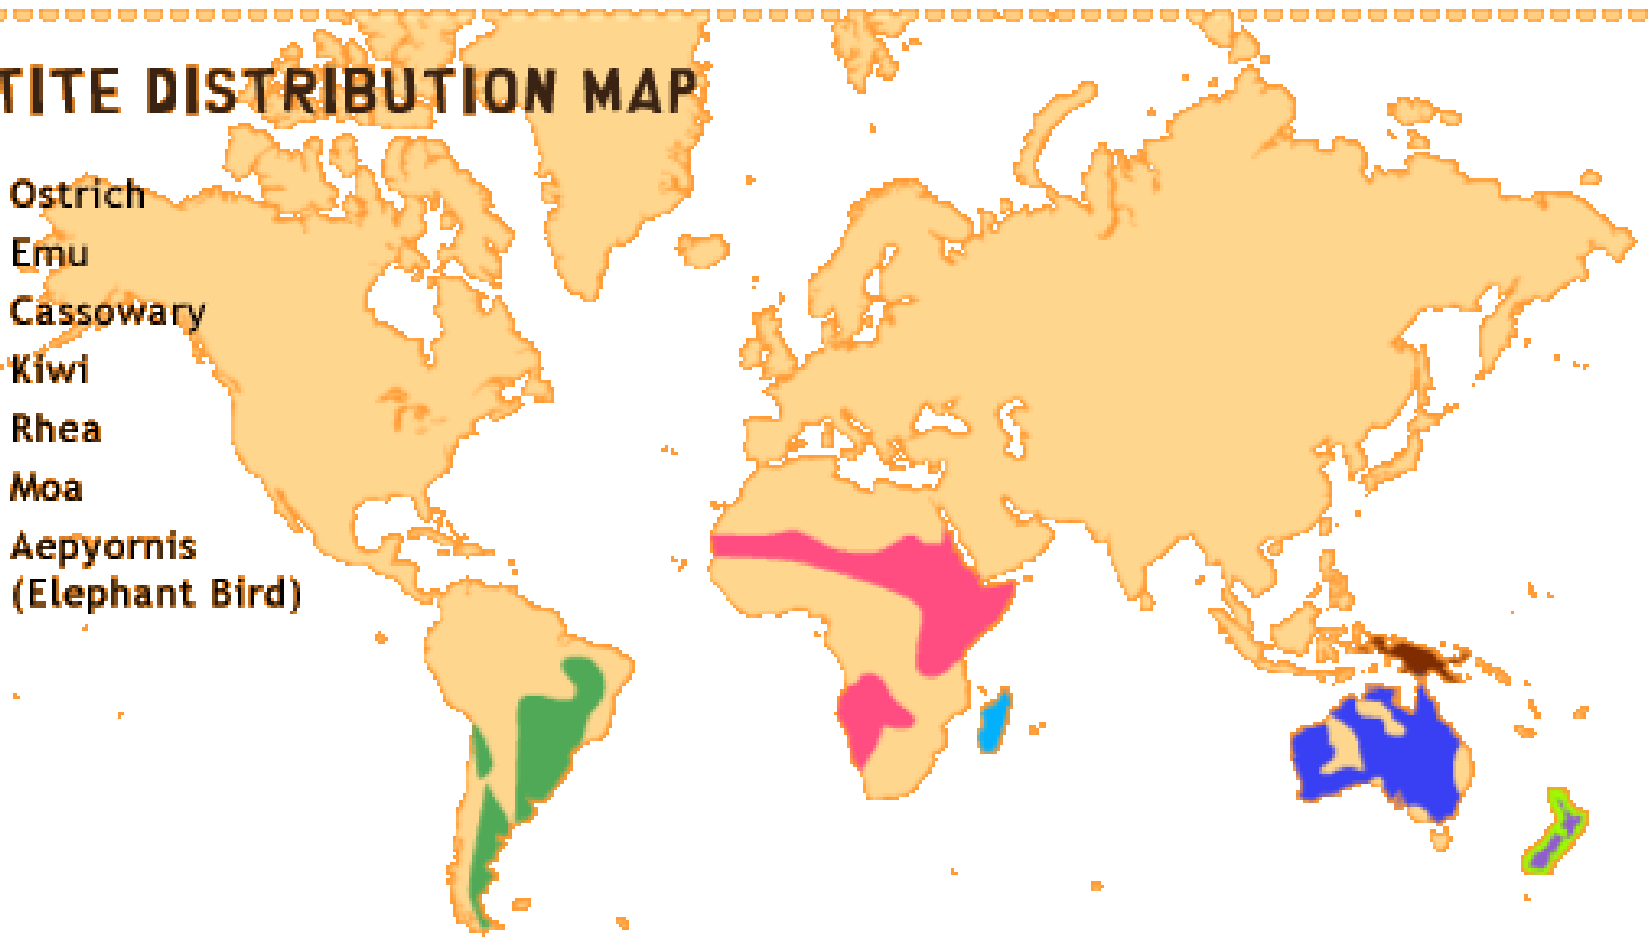 TITE DISTRIBUTION MAP
Ostrich
Emu
Cassowary
Kiwi
Rhea
Moa
Aepyornis
(Elephant Bird)